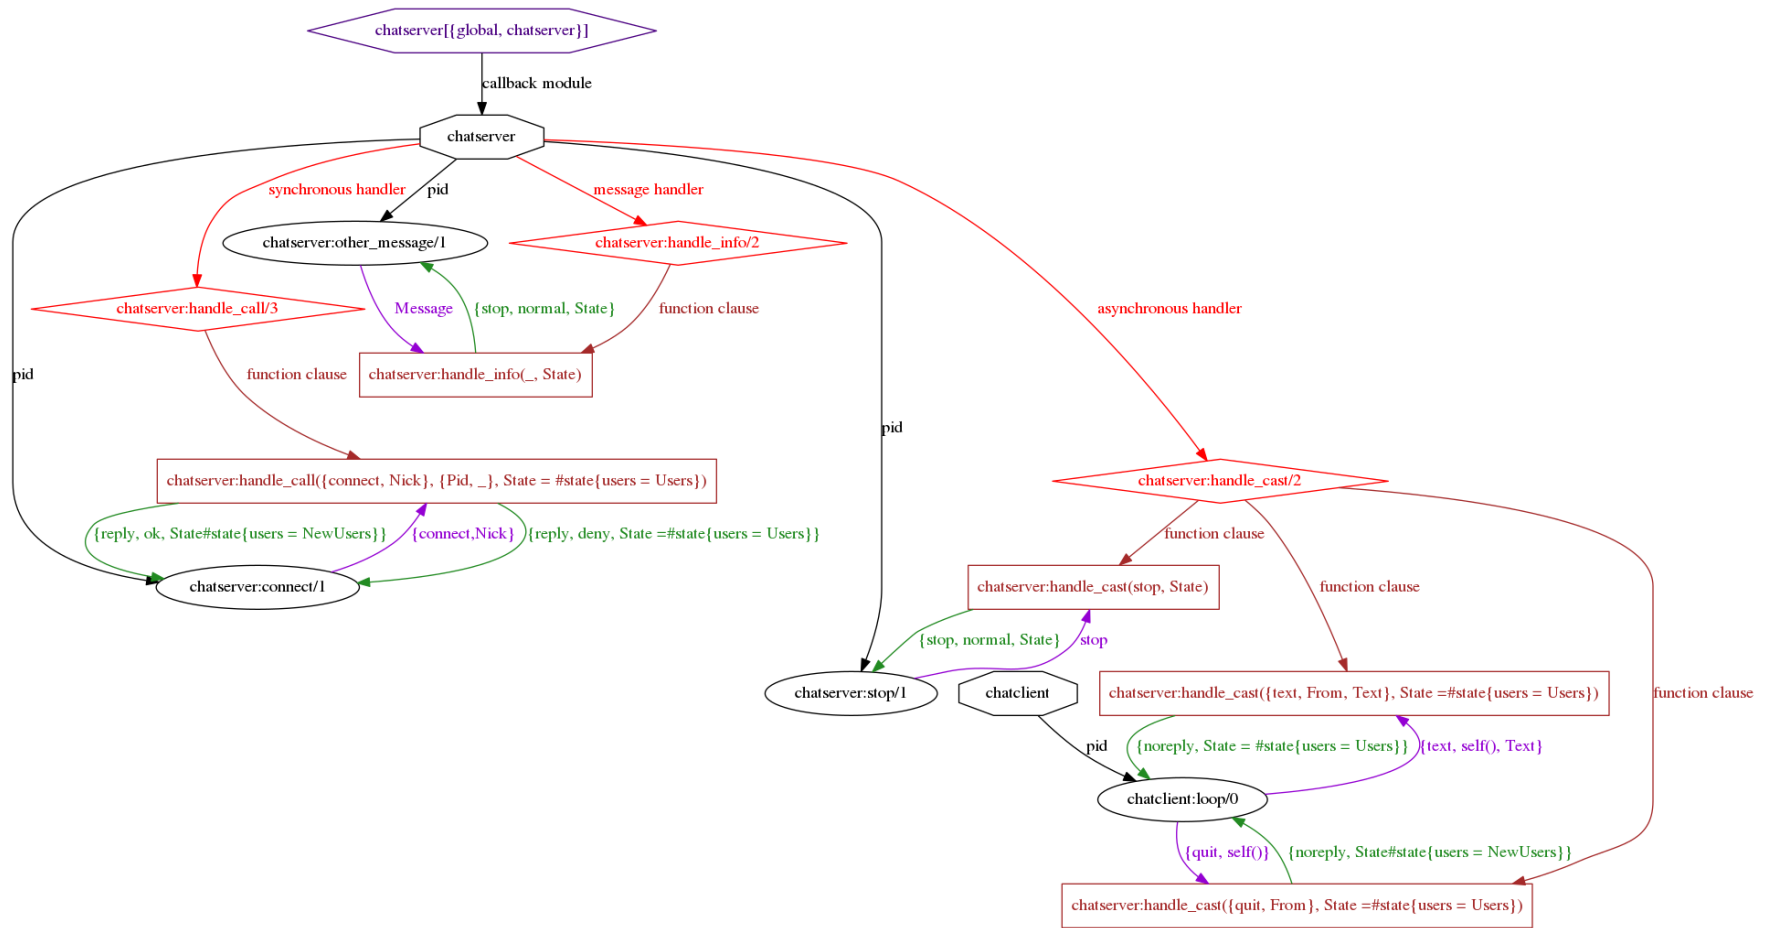 chatserver[{global, chatserver}]
callback module
chatserver
synchronous handler
pid
message handler
chatserver:other_message/1
chatserver:handle_info/2
chatserver:handle_call/3
Message
{stop, normal, State}
function clause
asynchronous handler
pid
function clause
chatserver:handle_info(_, State)
pid
chatserver:handle_call({connect, Nick}, {Pid, _}, State = #state{users = Users})
chatserver:handle_cast/2
{reply, ok, State#state{users = NewUsers}}
{connect,Nick}
{reply, deny, State =#state{users = Users}}
function clause
chatserver:connect/1
chatserver:handle_cast(stop, State)
function clause
{stop, normal, State}
stop
chatserver:stop/1
chatclient
chatserver:handle_cast({text, From, Text}, State =#state{users = Users})
function clause
pid
{noreply, State = #state{users = Users}}
{text, self(), Text}
chatclient:loop/0
{quit, self()}
{noreply, State#state{users = NewUsers}}
chatserver:handle_cast({quit, From}, State =#state{users = Users})